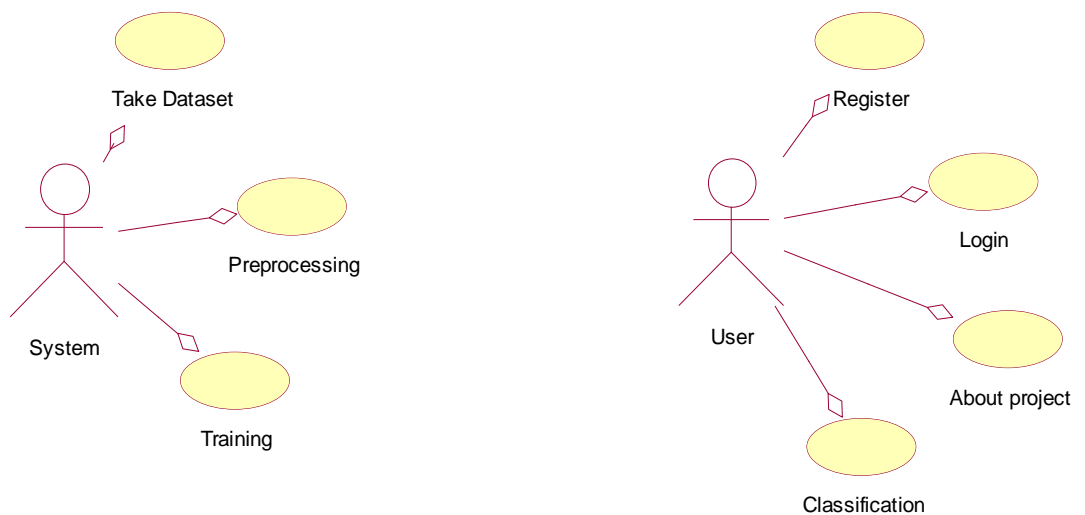 Take Dataset
Preprocessing
System
Training
Register
Login
User
About project
Classification